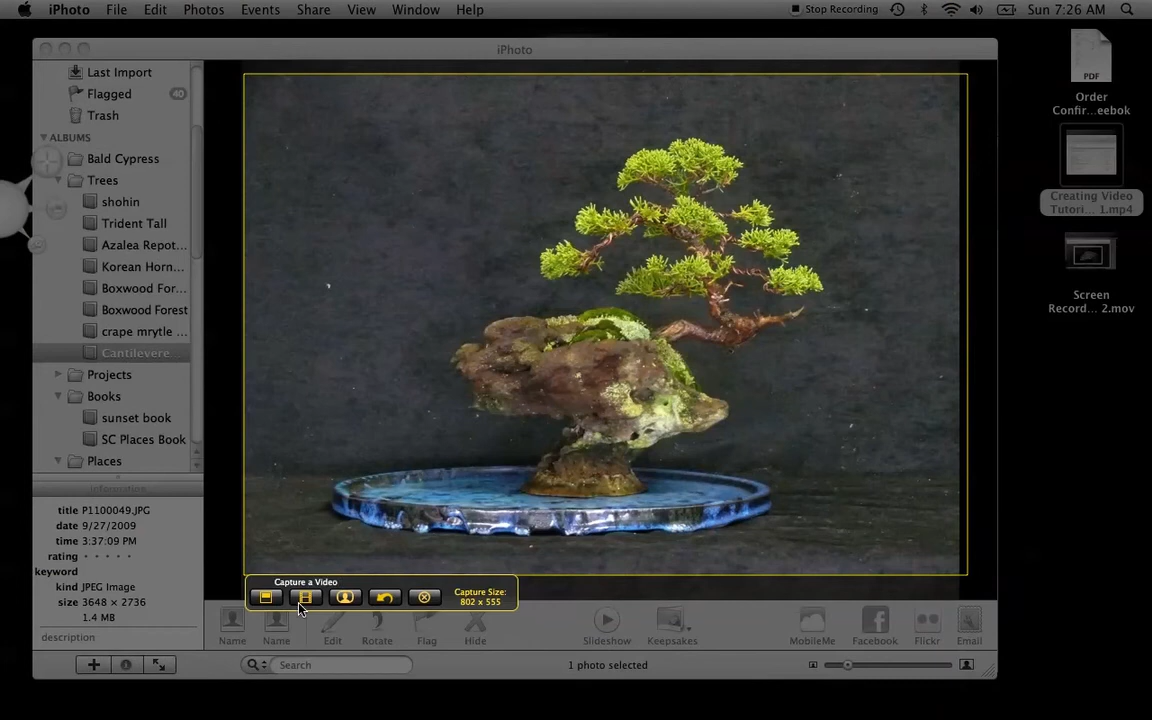 iPhoto File Edit Photos Events Share View Window Help Stop Recording Sun 7:26 AM
iPhoto
Last Import
Flagged 40
Trash
ALBUMS
Bald Cypress
Trees
shohin
Trident Tall
Azalea Repot...
Korean Horn...
Boxwood For...
Boxwood Forest
crape mrytle ...
Cantilevere...
Projects
Books
sunset book
SC Places Book
Places
Information
title P1100049.JPG
date 9/27/2009
time 3:37:09 PM
rating
keyword
kind JPEG Image
size 3648 × 2736
1.4 MB
description
Capture a Video
Capture Size:
802 x 555
Name Name Edit Rotate Flag Hide Slideshow Keepsakes MobileMe Facebook Flickr Email
Search
1 photo selected
PDF
Order
Confir...eebok
Creating Video
Tutori... 1.mp4
Screen
Record... 2.mov